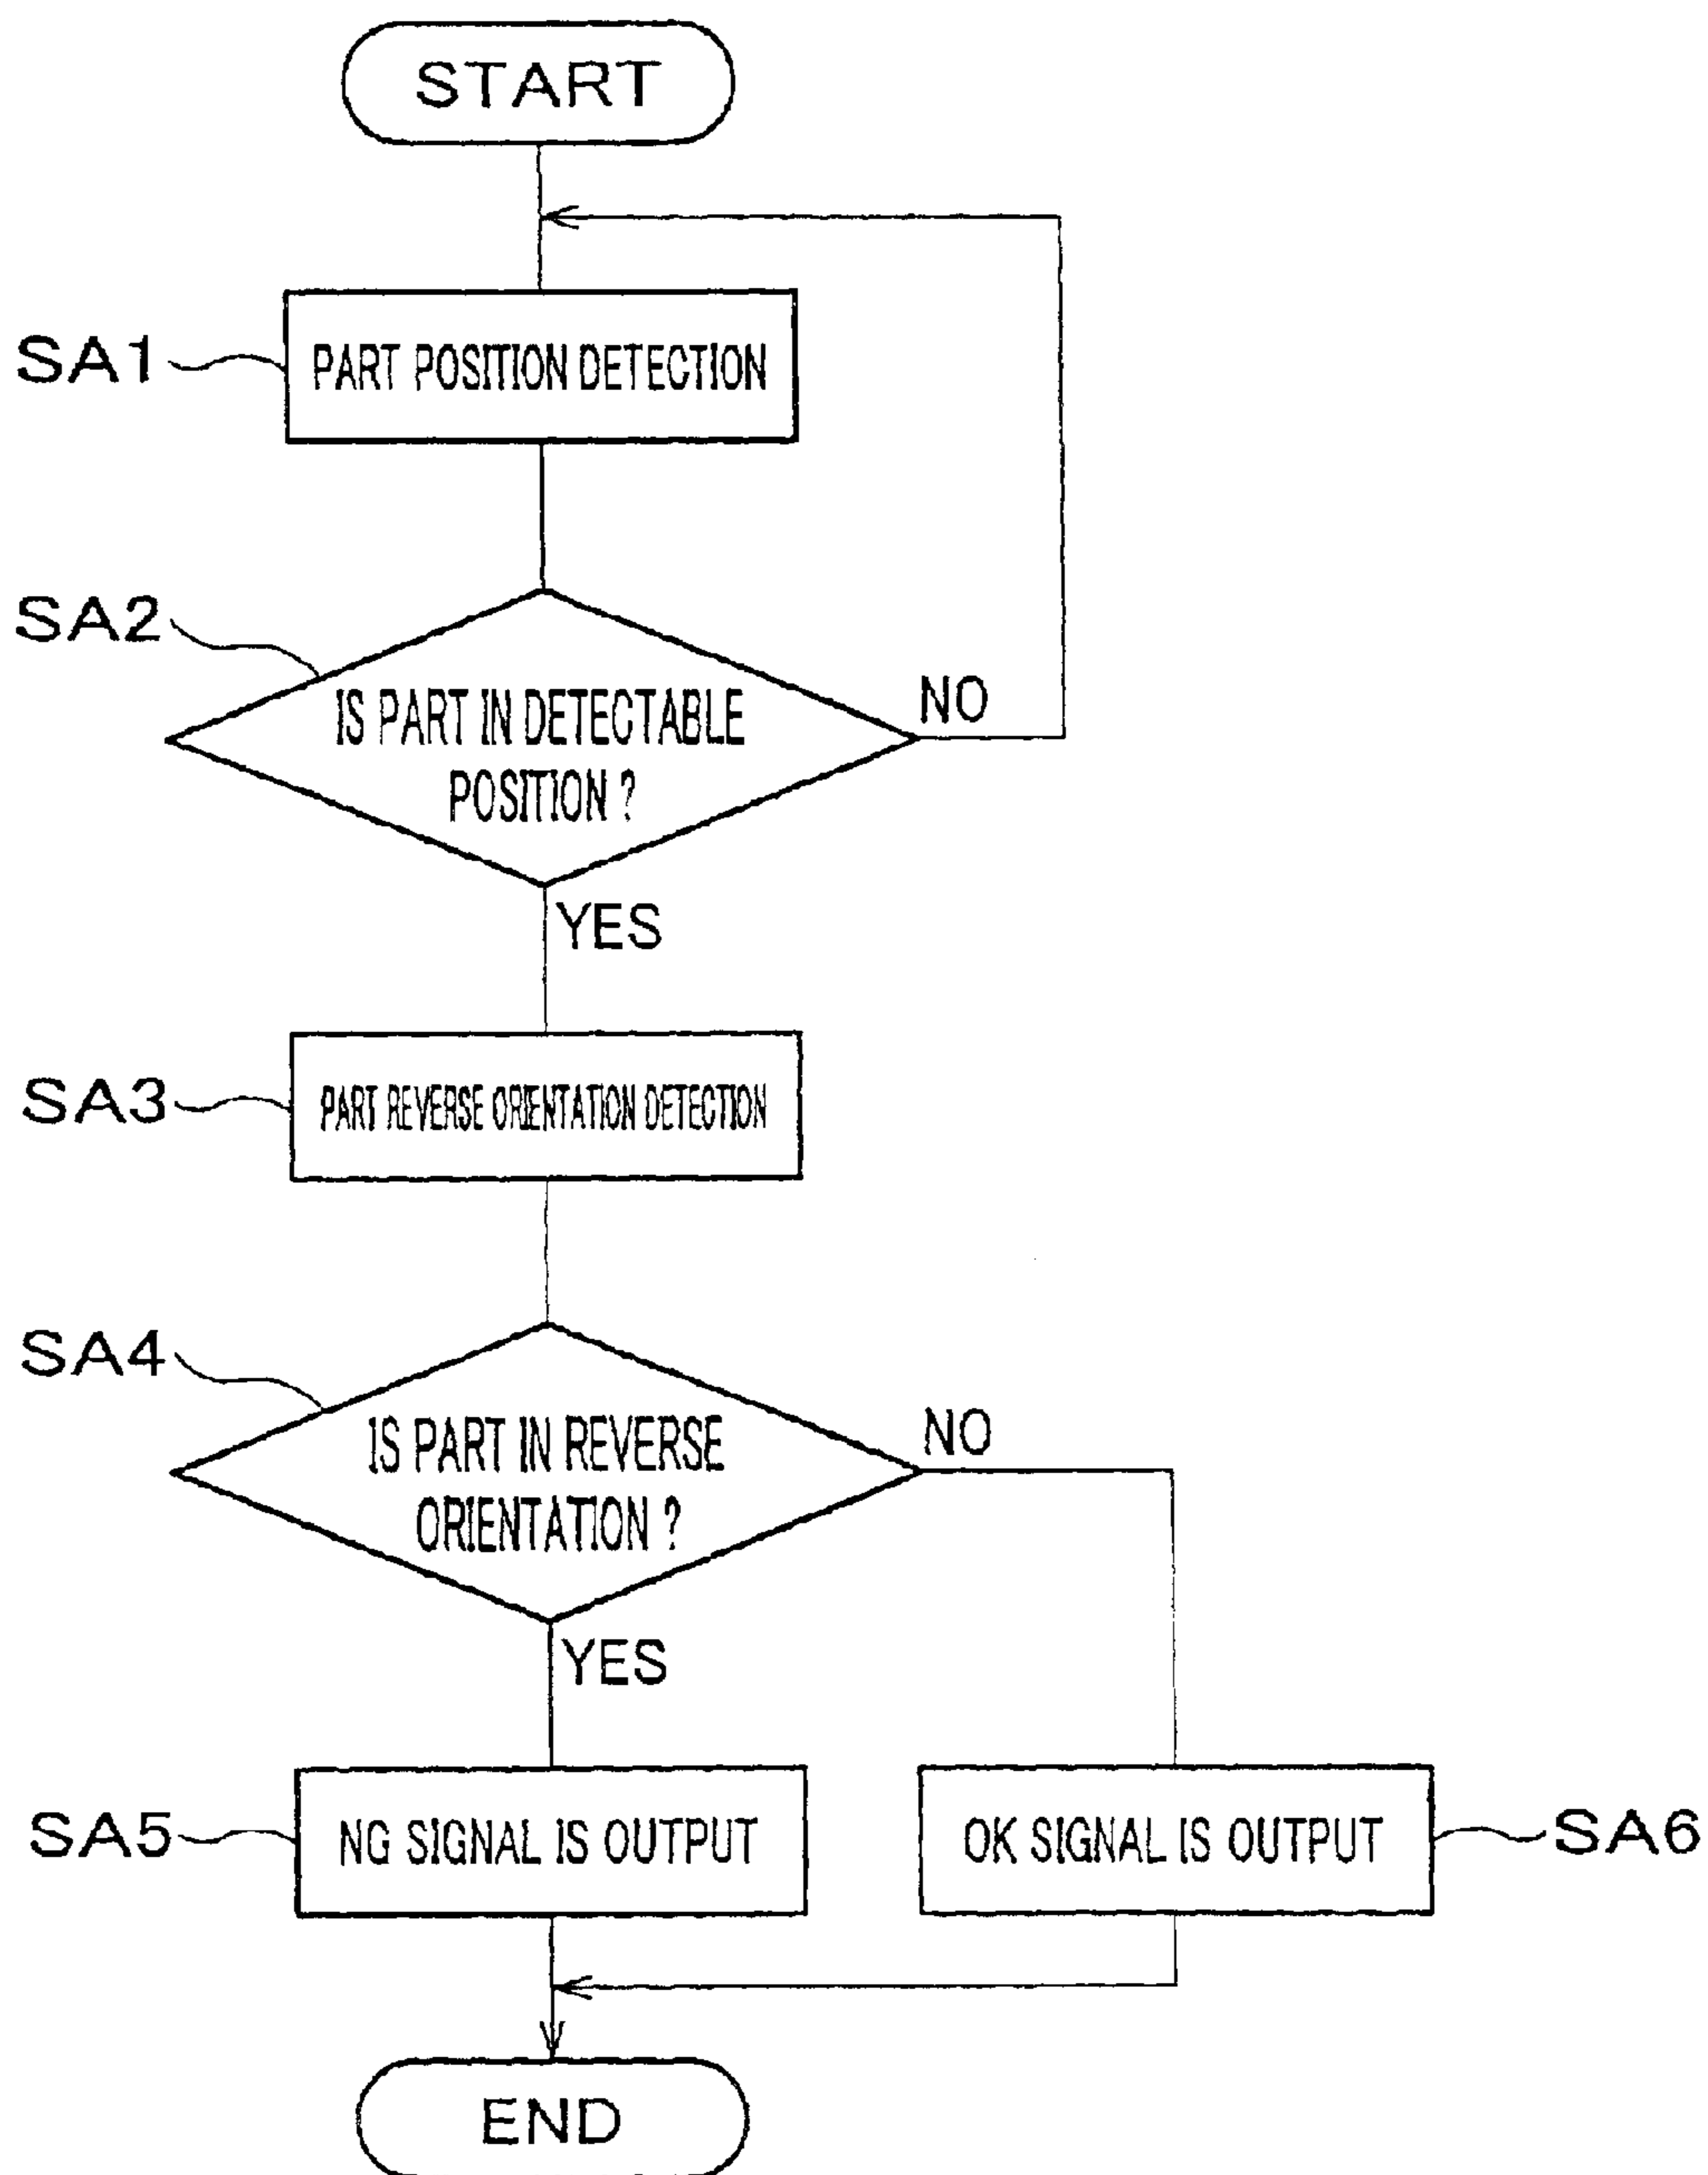 START
SA1
PART POSITION DETECTION
SA2
IS PART IN DETECTABLE
POSITION ?
NO
YES
SA3
PART REVERSE ORIENTATION DETECTION
SA4
IS PART IN REVERSE
ORIENTATION ?
NO
YES
SA5
NG SIGNAL IS OUTPUT
OK SIGNAL IS OUTPUT
SA6
END